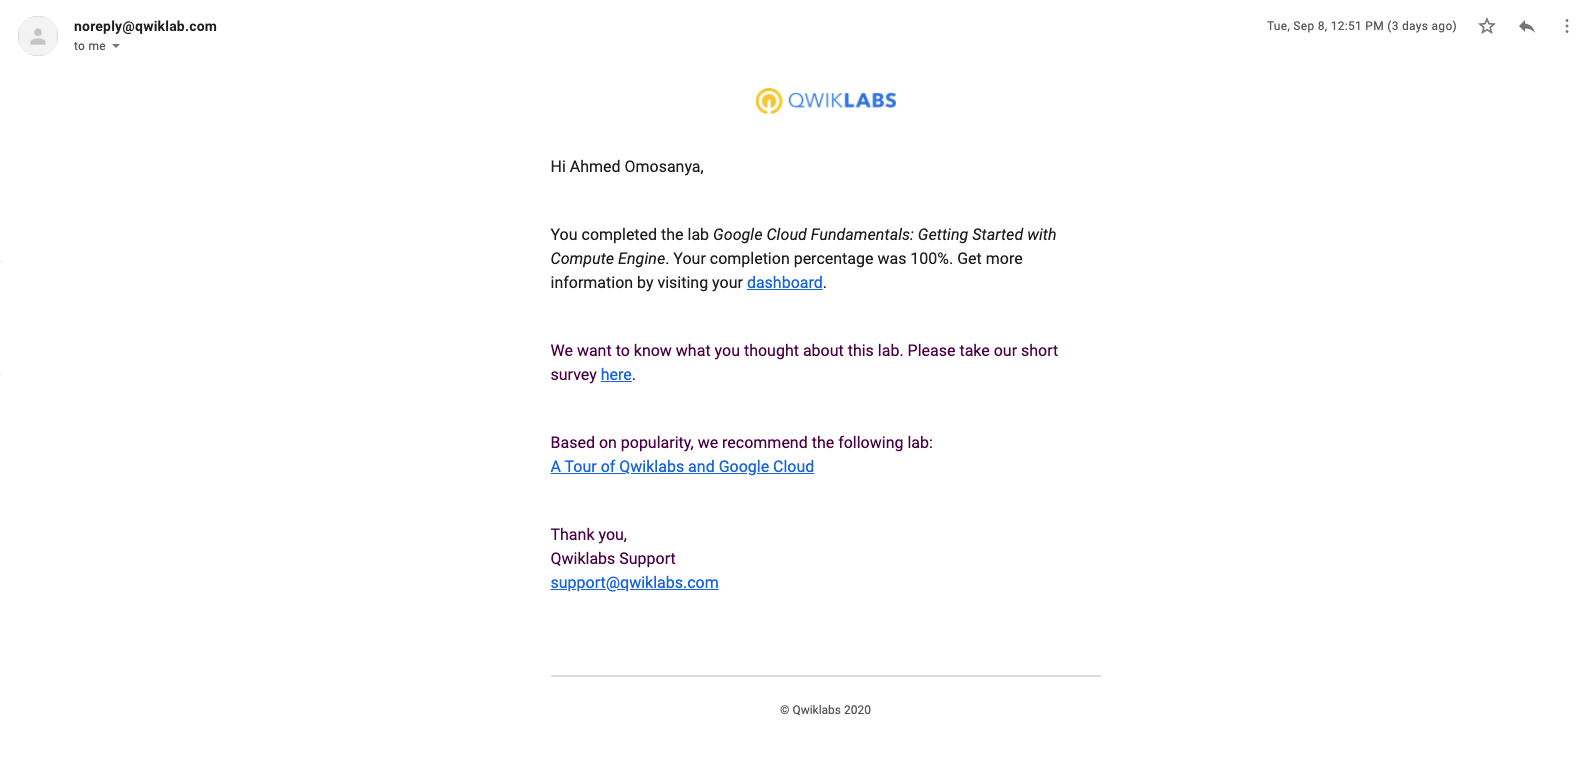 noreply@qwiklab.com
Tue, Sep 8, 12:51 PM (3 days ago)
to me
QWIKLABS
Hi Ahmed Omosanya,
You completed the lab Google Cloud Fundamentals: Getting Started with
Compute Engine. Your completion percentage was 100%. Get more
information by visiting your dashboard.
We want to know what you thought about this lab. Please take our short
survey here.
Based on popularity, we recommend the following lab:
A Tour of Qwiklabs and Google Cloud
Thank you,
Qwiklabs Support
support@qwiklabs.com
© Qwiklabs 2020